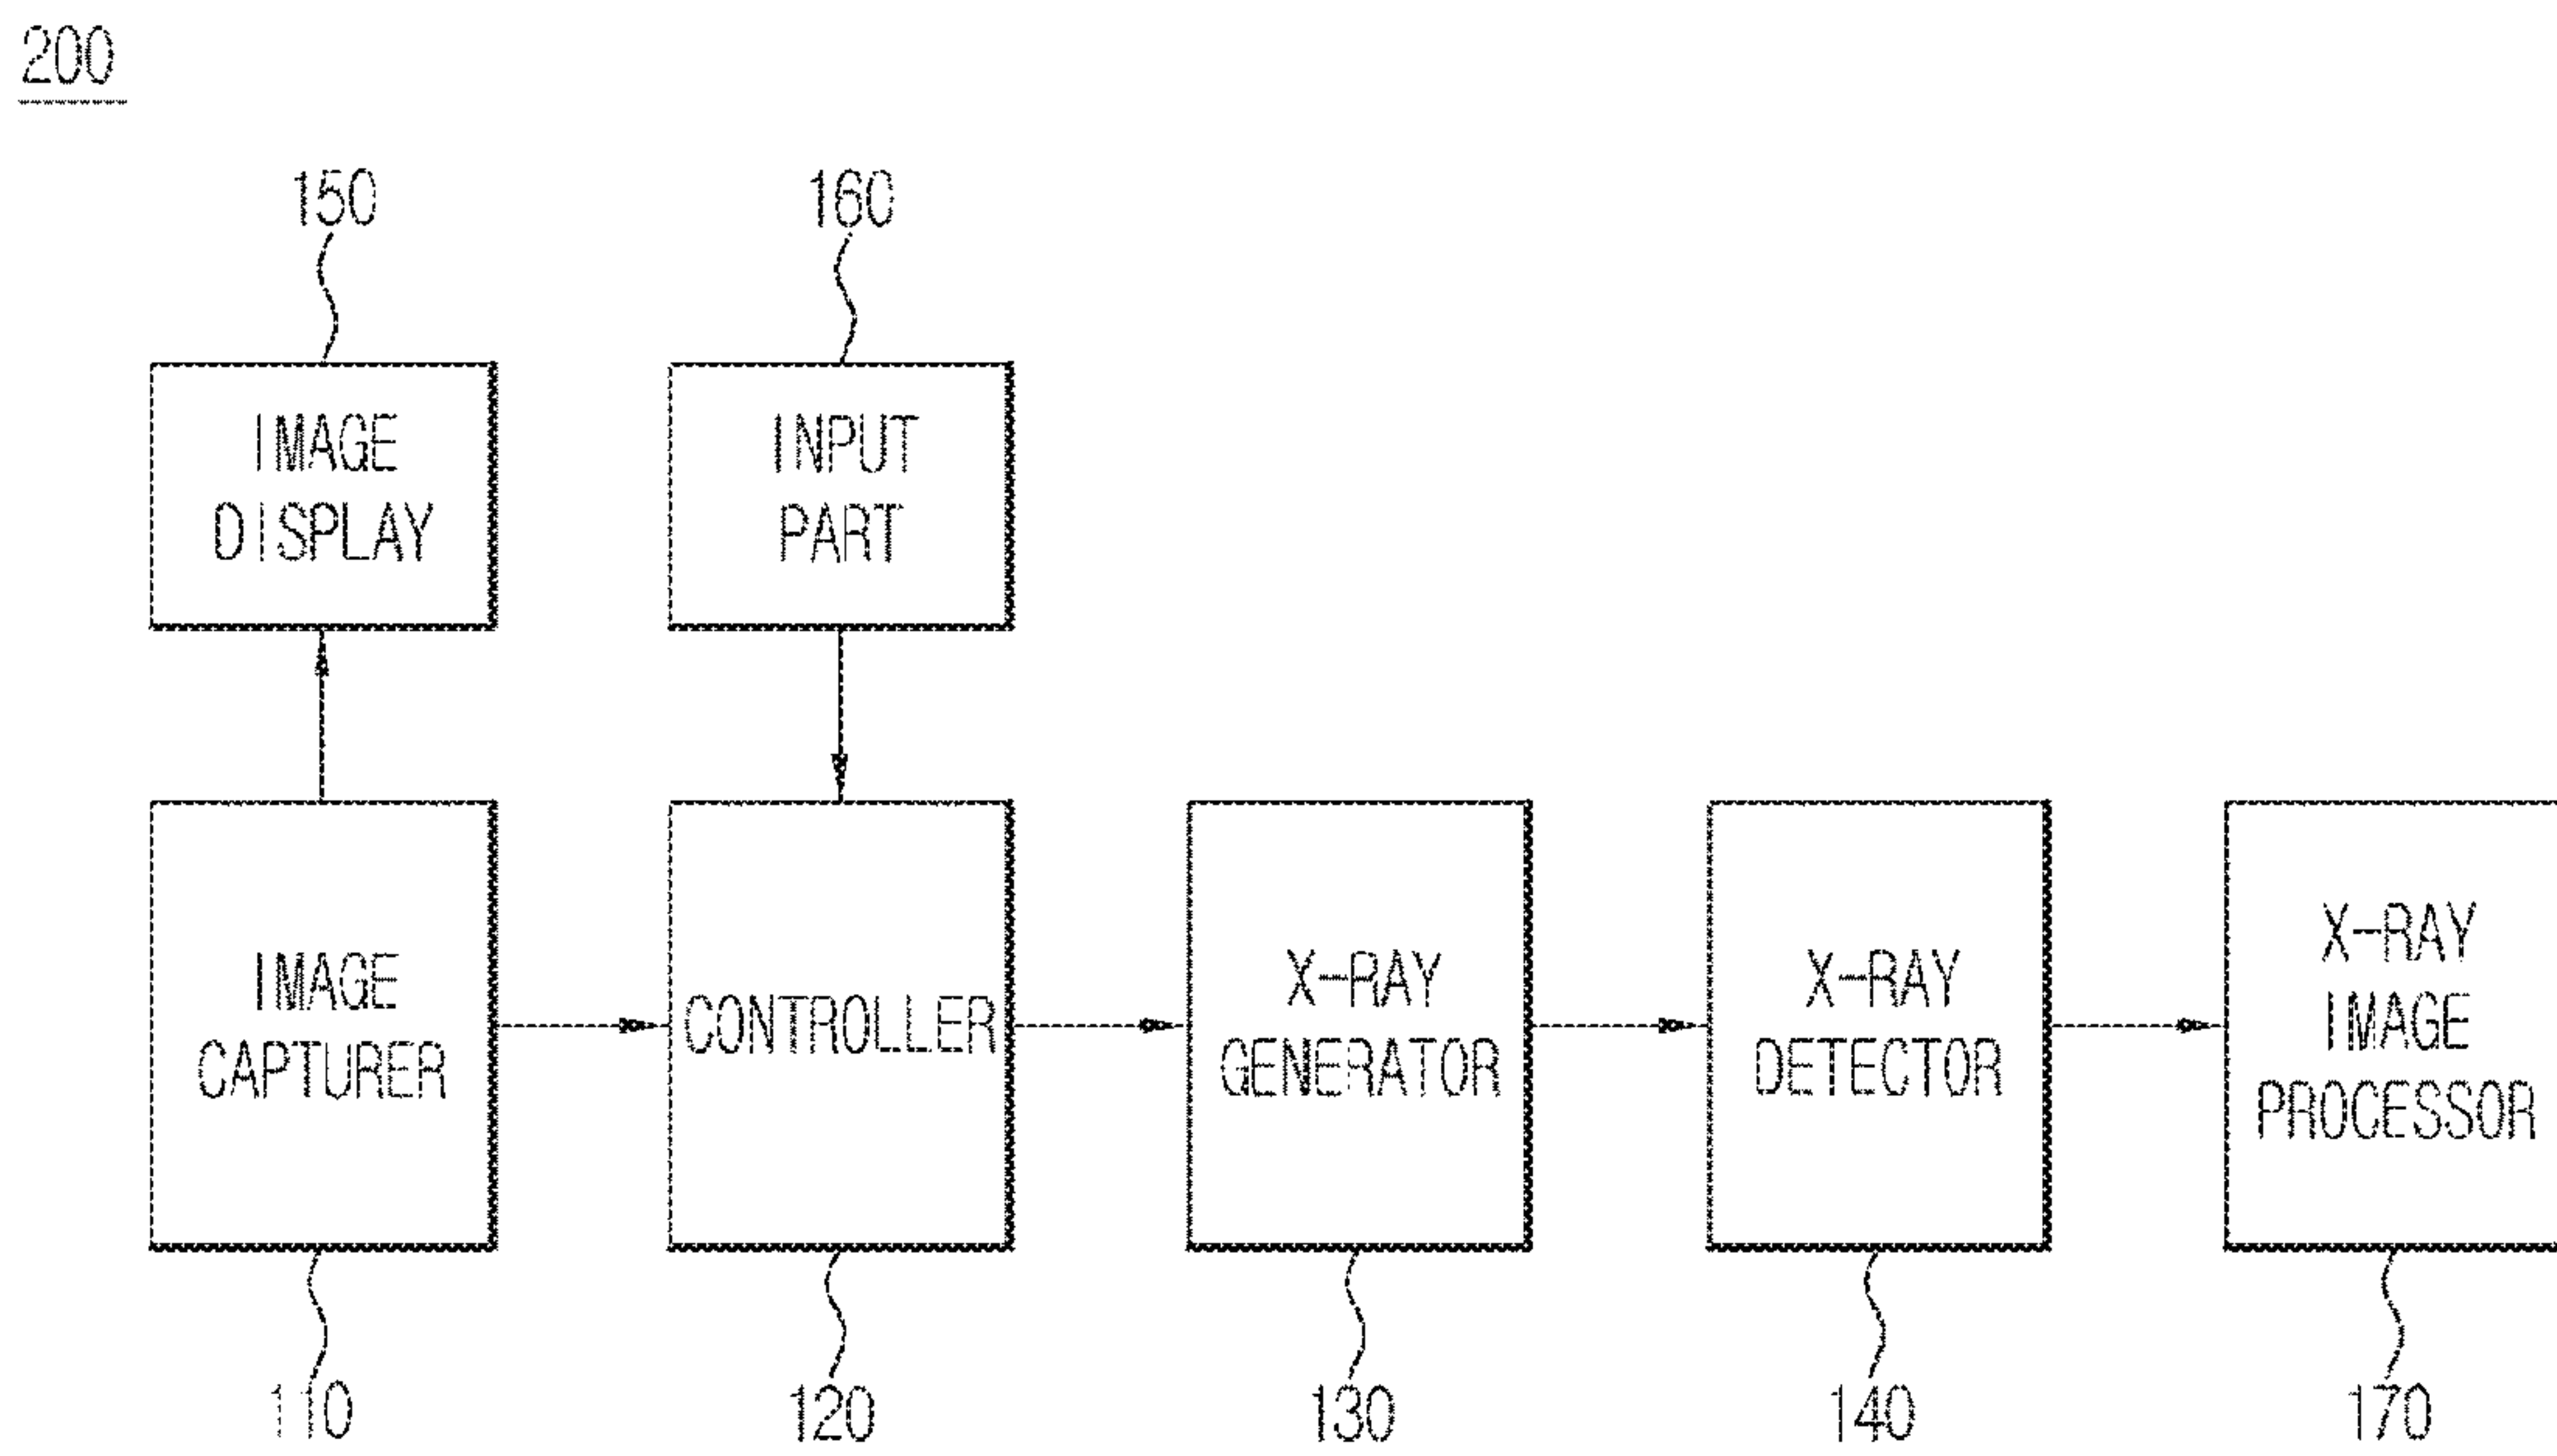 200
150
160
IMAGE
DISPLAY
INPUT
PART
IMAGE
CAPTURER
CONTROLLER
X-RAY
GENERATOR
X-RAY
DETECTOR
X-RAY
IMAGE
PROCESSOR
110
120
130
140
170